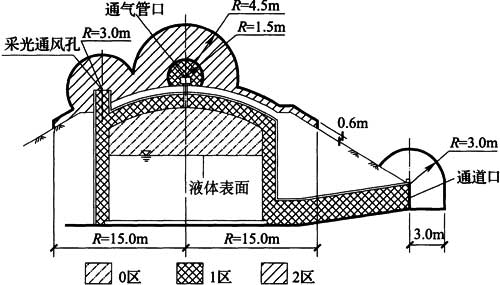 通气管口
R=4.5m
采光通风孔
R=3.0m
R=1.5m
0.6m
R=3.0m
通道口
液体表面
R=15.0m
R=15.0m
3.0m
0区
1区
2区